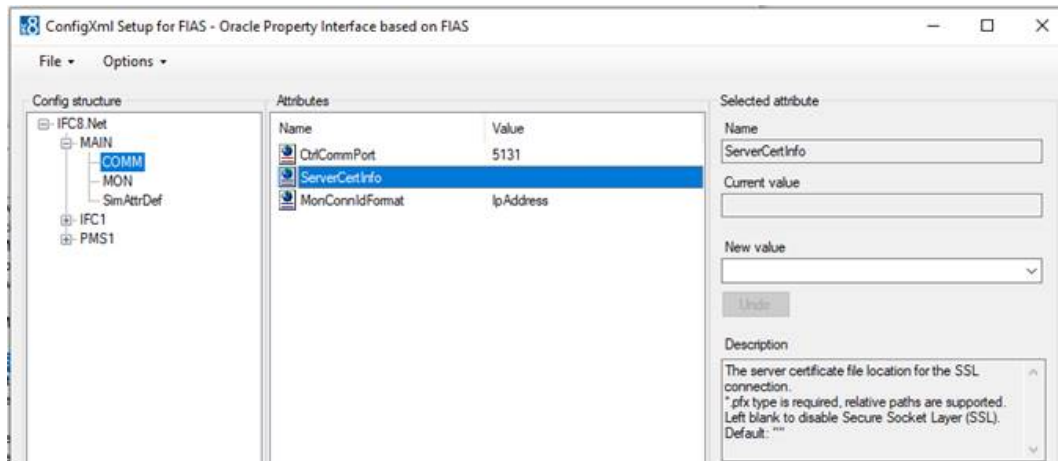 ConfigXml Setup for FIAS - Oracle Property Interface based on FIAS
File Options
Config structure
IFC8.Net
MAIN
COMM
MON
SimAttrDef
IFC1
PMS1
Attributes
Name Value
CtrlCommPort 5131
ServerCertInfo
MonConnIdFormat IpAddress
Selected attribute
Name
ServerCertInfo
Current value
New value
Undo
Description
The server certificate file location for the SSL
connection.
*.pfx type is required, relative paths are supported.
Left blank to disable Secure Socket Layer (SSL).
Default: ""